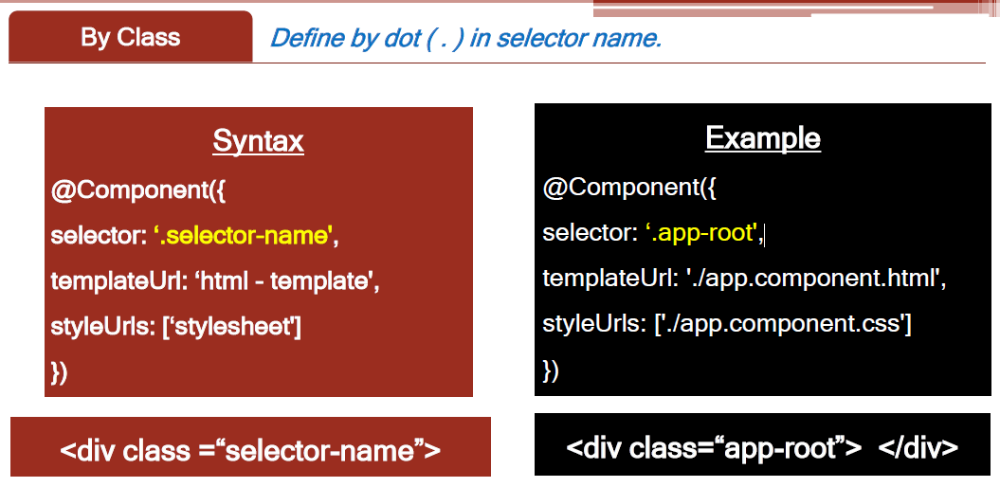 By Class
Define by dot ( . ) in selector name.
Syntax
@Component({
selector: ‘.selector-name',
templateUrl: ‘html - template',
styleUrls: [‘stylesheet']
})
<div class =“selector-name”>
Example
@Component({
selector: ‘.app-root',
templateUrl: './app.component.html',
styleUrls: ['./app.component.css']
})
<div class=“app-root”>  </div>